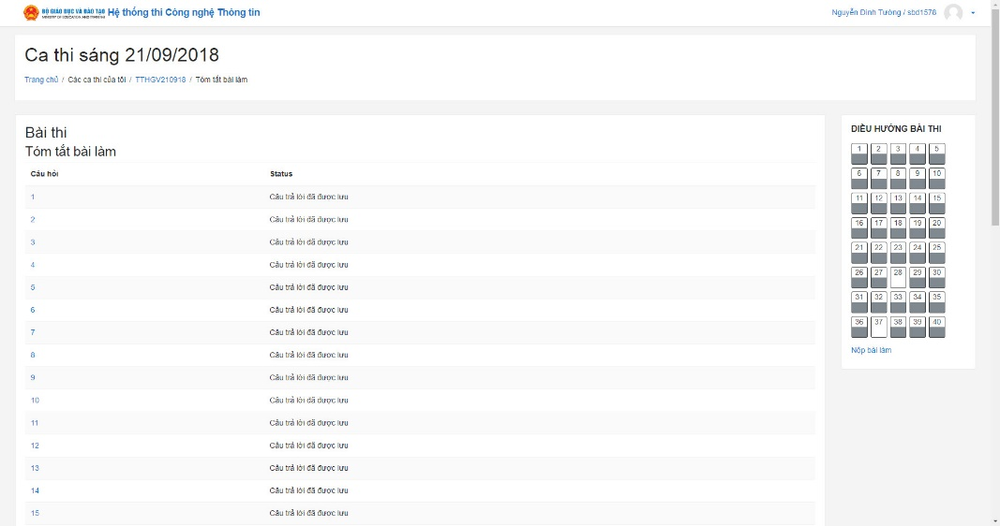 BỘ GIÁO DỤC VÀ ĐÀO TẠO
MINISTRY OF EDUCATION AND TRAINING
Hệ thống thi Công nghệ Thông tin
Nguyễn Đình Tường / sbd1578
Ca thi sáng 21/09/2018
Trang chủ / Các ca thi của tôi / TTHGV210918 / Tóm tắt bài làm
Bài thi
Tóm tắt bài làm
Câu hỏi Status
1 Câu trả lời đã được lưu
2 Câu trả lời đã được lưu
3 Câu trả lời đã được lưu
4 Câu trả lời đã được lưu
5 Câu trả lời đã được lưu
6 Câu trả lời đã được lưu
7 Câu trả lời đã được lưu
8 Câu trả lời đã được lưu
9 Câu trả lời đã được lưu
10 Câu trả lời đã được lưu
11 Câu trả lời đã được lưu
12 Câu trả lời đã được lưu
13 Câu trả lời đã được lưu
14 Câu trả lời đã được lưu
15 Câu trả lời đã được lưu
ĐIỀU HƯỚNG BÀI THI
1 2 3 4 5
6 7 8 9 10
11 12 13 14 15
16 17 18 19 20
21 22 23 24 25
26 27 28 29 30
31 32 33 34 35
36 37 38 39 40
Nộp bài làm